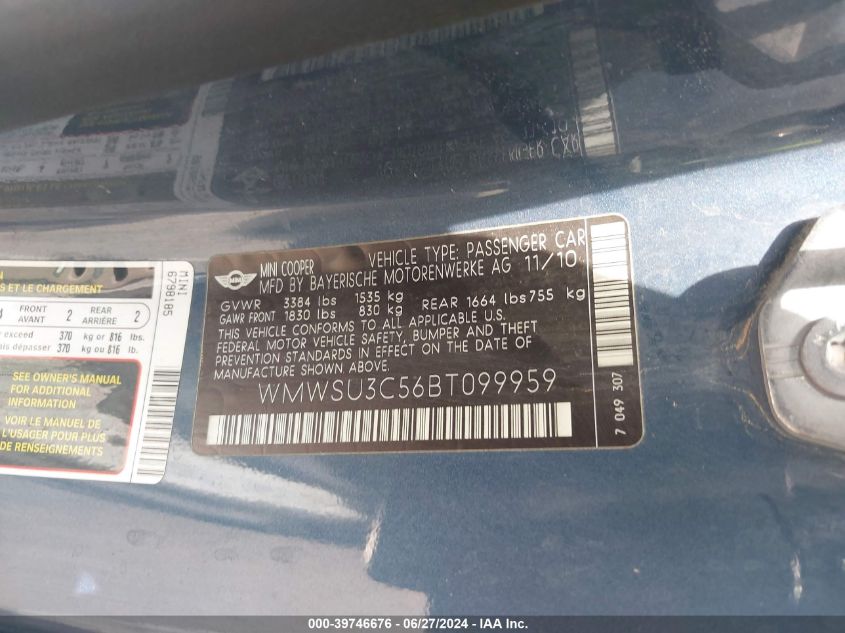 MINI COOPER VEHICLE TYPE: PASSENGER CAR
MFD BY BAYERISCHE MOTORENWERKE AG 11/10
GVWR 3384 lbs 1535 kg
GAWR FRONT 1830 lbs 830 kg REAR 1664 lbs 755 kg
THIS VEHICLE CONFORMS TO ALL APPLICABLE U.S.
FEDERAL MOTOR VEHICLE SAFETY, BUMPER AND THEFT
PREVENTION STANDARDS IN EFFECT ON THE DATE OF
MANUFACTURE SHOWN ABOVE.
WMWSU3C56BT099959
7 049 307
MINI
6798185
ET LE CHARGEMENT
FRONT 2 REAR 2
AVANT ARRIÈRE
exceed 370 kg or 816 lbs.
dépasser 370 kg ou 816 lb.
SEE OWNER'S MANUAL
FOR ADDITIONAL
INFORMATION
VOIR LE MANUEL DE
L'USAGER POUR PLUS
DE RENSEIGNEMENTS
000-39746676 - 06/27/2024 - IAA Inc.